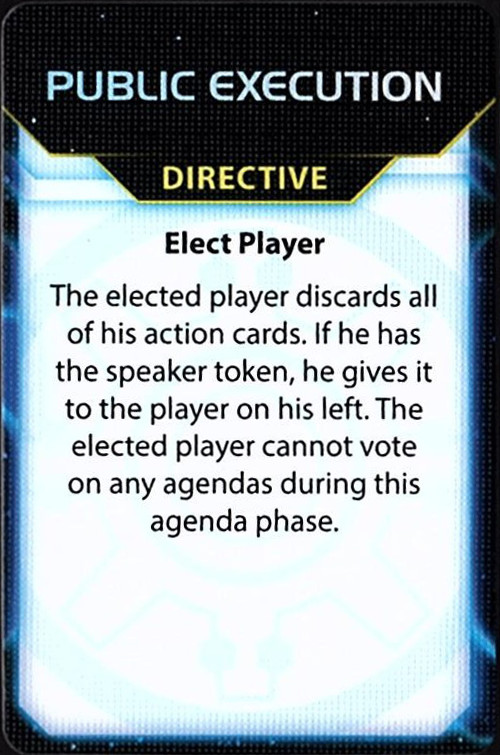 PUBLIC EXECUTION
DIRECTIVE
Elect Player
The elected player discards all
of his action cards. If he has
the speaker token, he gives it
to the player on his left. The
elected player cannot vote
on any agendas during this
agenda phase.